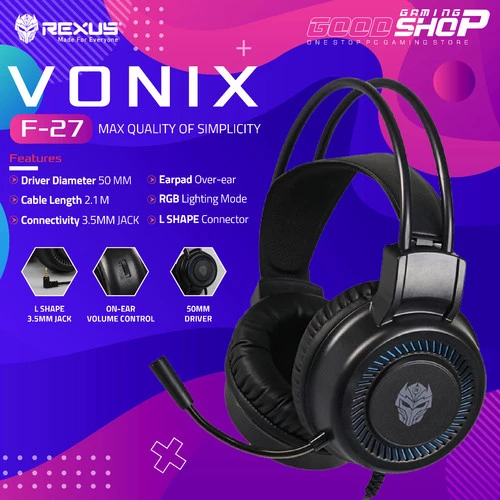 REXUS
Made For Everyone
GAMING
GOODSHOP
ONE STOP PC GAMING STORE
VONIX
F-27
MAX QUALITY OF SIMPLICITY
Features
Driver Diameter 50 MM
Cable Length 2.1 M
Connectivity 3.5MM JACK
Earpad Over-ear
RGB Lighting Mode
L SHAPE Connector
L SHAPE
3.5MM JACK
ON-EAR
VOLUME CONTROL
50MM
DRIVER